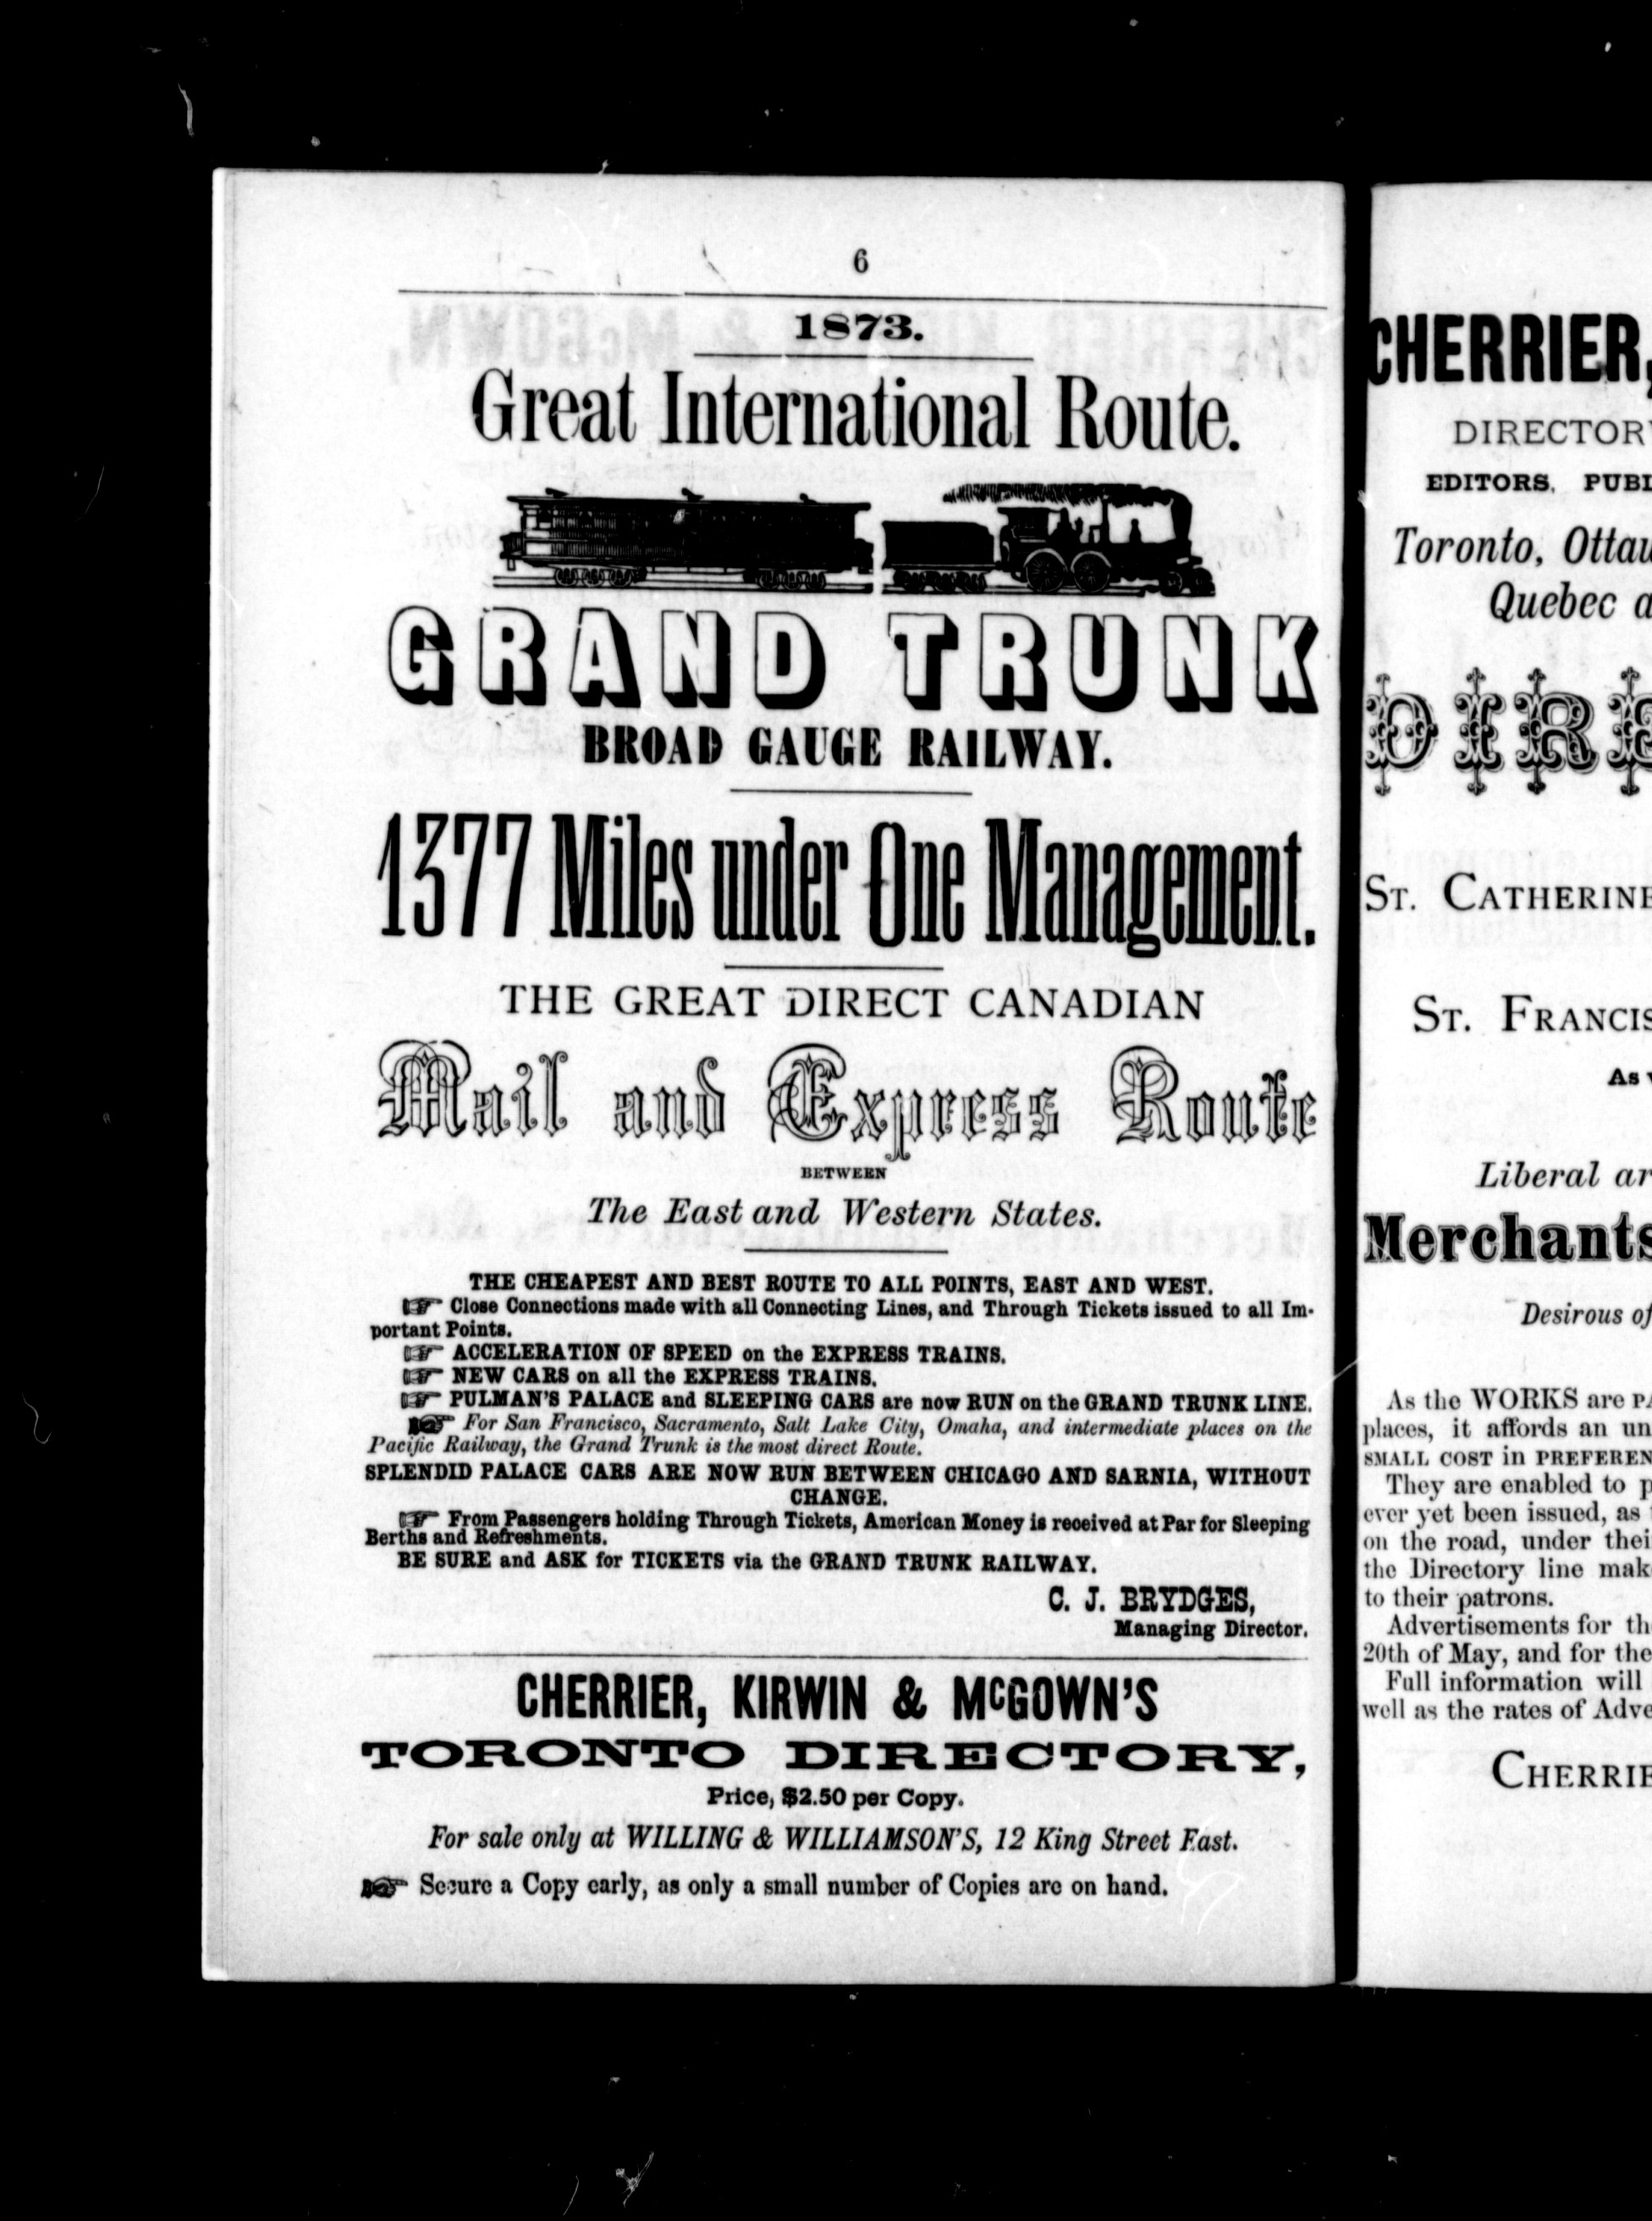 6
1873.
Great International Route.
GRAND TRUNK
BROAD GAUGE RAILWAY.
1377 Miles under One Management.
THE GREAT DIRECT CANADIAN
Mail and Express Route
BETWEEN
The East and Western States.
THE CHEAPEST AND BEST ROUTE TO ALL POINTS, EAST AND WEST.
☞ Close Connections made with all Connecting Lines, and Through Tickets issued to all Im-
portant Points.
☞ ACCELERATION OF SPEED on the EXPRESS TRAINS.
☞ NEW CARS on all the EXPRESS TRAINS.
☞ PULMAN'S PALACE and SLEEPING CARS are now RUN on the GRAND TRUNK LINE.
☞ For San Francisco, Sacramento, Salt Lake City, Omaha, and intermediate places on the
Pacific Railway, the Grand Trunk is the most direct Route.
SPLENDID PALACE CARS ARE NOW RUN BETWEEN CHICAGO AND SARNIA, WITHOUT
CHANGE.
☞ From Passengers holding Through Tickets, American Money is received at Par for Sleeping
Berths and Refreshments.
BE SURE and ASK for TICKETS via the GRAND TRUNK RAILWAY.
C. J. BRYDGES,
Managing Director.
CHERRIER, KIRWIN & McGOWN'S
TORONTO DIRECTORY,
Price, $2.50 per Copy.
For sale only at WILLING & WILLIAMSON'S, 12 King Street East.
☞ Secure a Copy early, as only a small number of Copies are on hand.
CHERRIER,
DIRECTORY
EDITORS, PUBL
Toronto, Ottaw
Quebec a
DIRE
ST. CATHERINE
ST. FRANCIS
As
Liberal ar
Merchants
Desirous of
As the WORKS are PA
places, it affords an un
SMALL COST in PREFEREN
They are enabled to p
ever yet been issued, as
on the road, under thei
the Directory line mak
to their patrons.
Advertisements for th
20th of May, and for the
Full information will
well as the rates of Adve
CHERRIE